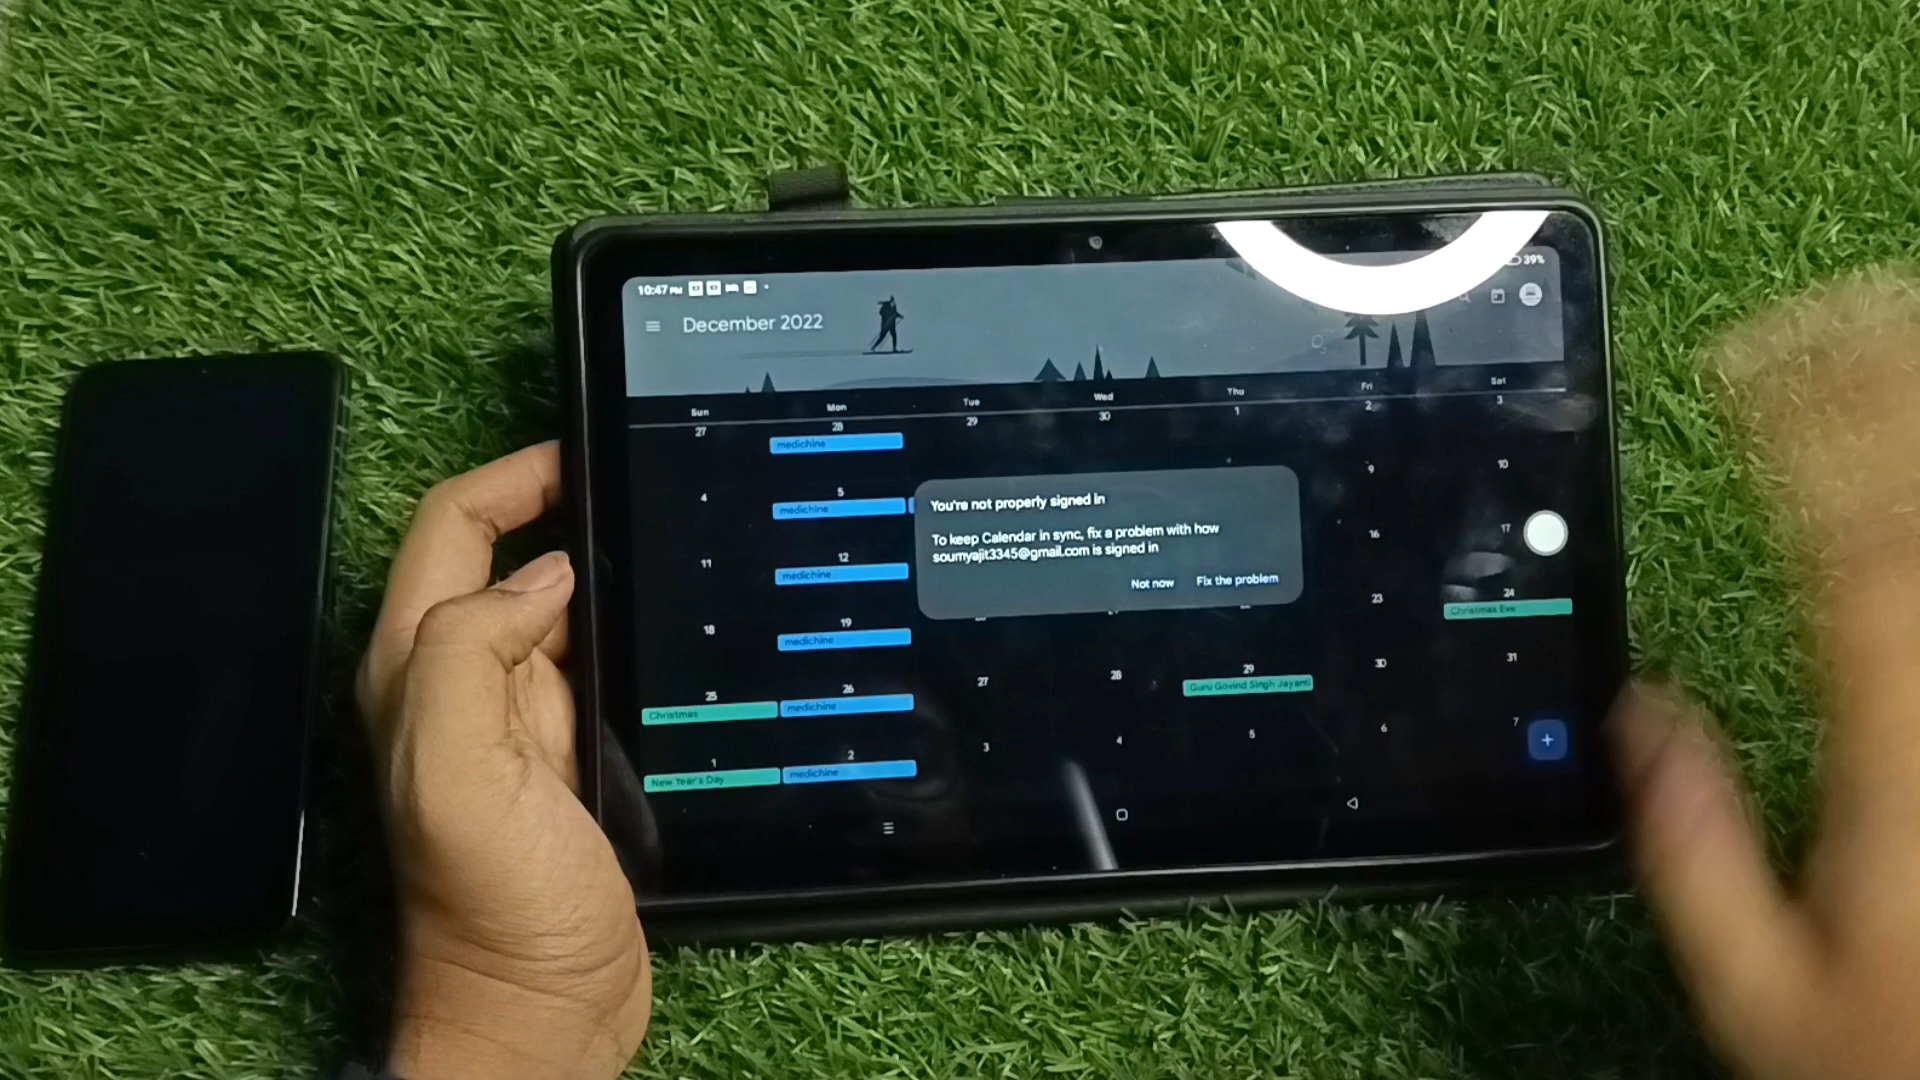 10:47 PM
39%
December 2022
Sun Mon Tue Wed Thu Fri Sat
27 28 29 30 1 2 3
medichine
4 5 9 10
medichine
You're not properly signed in
To keep Calendar in sync, fix a problem with how
soumyajit3345@gmail.com is signed in
Not now Fix the problem
11 12 16 17
medichine
18 19 23 24
medichine Christmas Eve
25 26 27 28 29 30 31
Christmas medichine Guru Govind Singh Jayanti
1 2 3 4 5 6 7
New Year's Day medichine